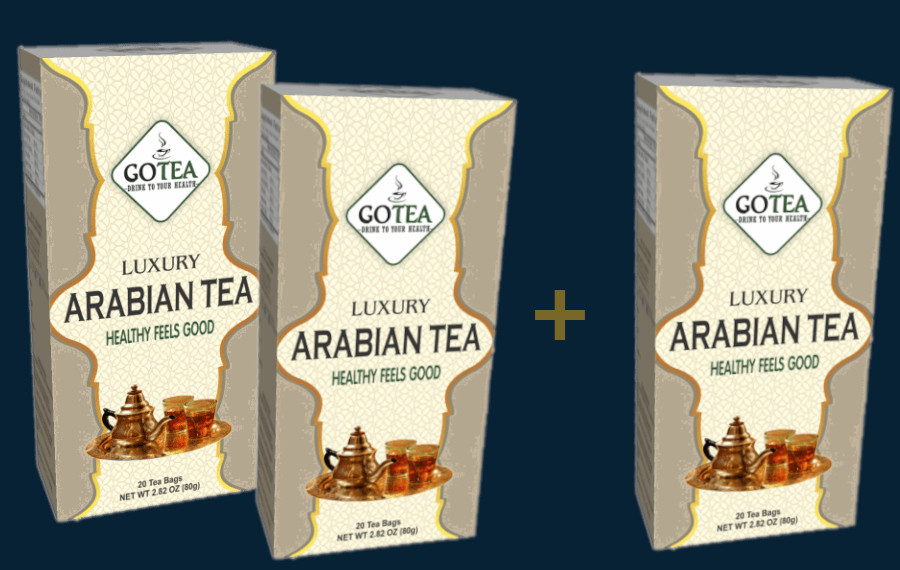 GOTEA
DRINK TO YOUR HEALTH
LUXURY
ARABIAN TEA
HEALTHY FEELS GOOD
20 Tea Bags
NET WT 2.82 OZ (80g)
GOTEA
DRINK TO YOUR HEALTH
LUXURY
ARABIAN TEA
HEALTHY FEELS GOOD
20 Tea Bags
NET WT 2.82 OZ (80g)
+
GOTEA
DRINK TO YOUR HEALTH
LUXURY
ARABIAN TEA
HEALTHY FEELS GOOD
20 Tea Bags
NET WT 2.82 OZ (80g)